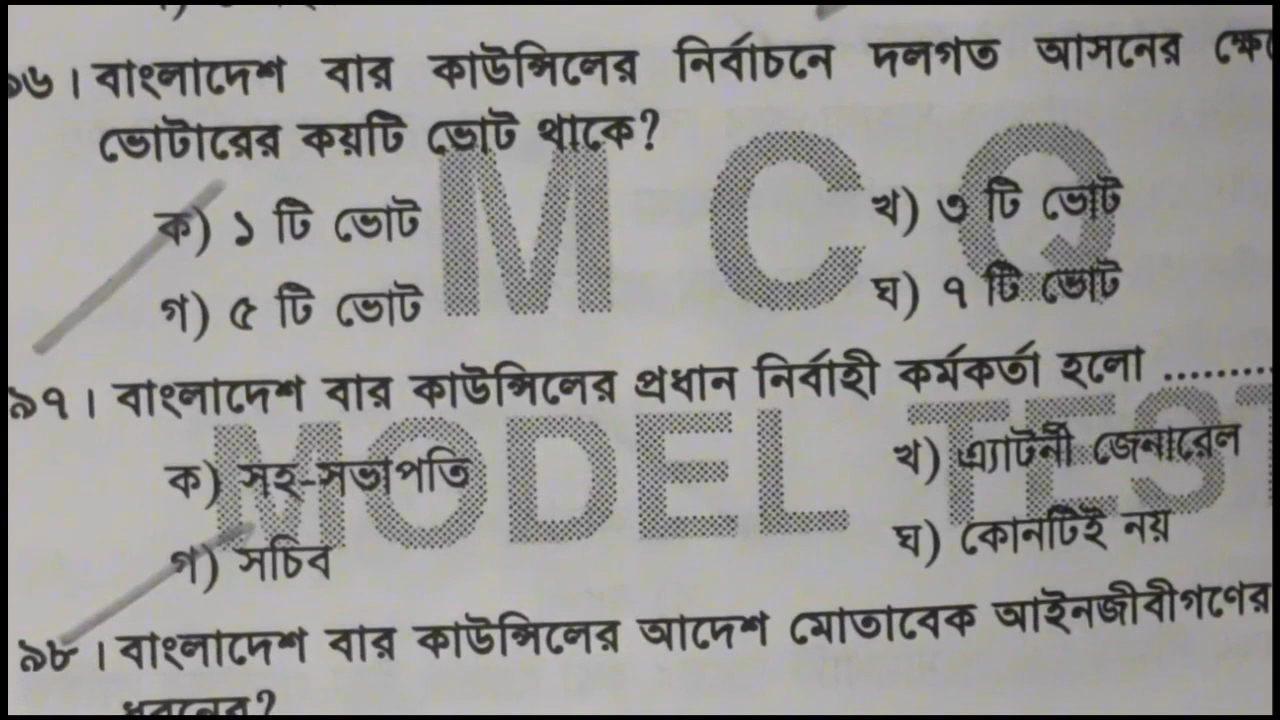 ৯৬। বাংলাদেশ বার কাউন্সিলের নির্বাচনে দলগত আসনের
ভোটারের কয়টি ভোট থাকে?
ক) ১ টি ভোট
খ) ৩ টি ভোট
গ) ৫ টি ভোট
ঘ) ৭ টি ভোট
৯৭। বাংলাদেশ বার কাউন্সিলের প্রধান নির্বাহী কর্মকর্তা হলো .........
ক) সহ-সভাপতি
খ) এ্যাটর্নী জেনারেল
গ) সচিব
ঘ) কোনটিই নয়
৯৮। বাংলাদেশ বার কাউন্সিলের আদেশ মোতাবেক আইনজীবীগণের
MCQ
MODEL TEST